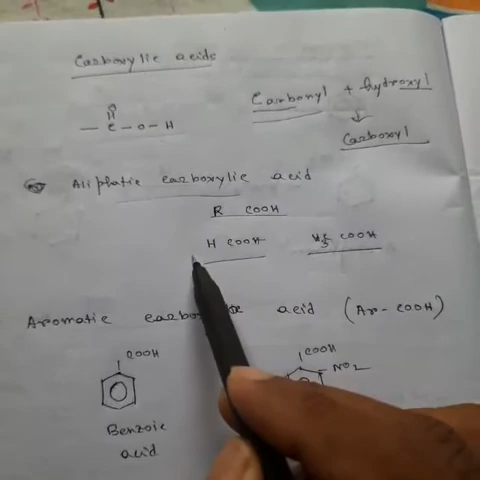 Carboxylic acids
Carbonyl + hydroxyl
O
— C — O — H
Carboxyl
Aliphatic carboxylic acid
R COOH
H COOH
COOH
Aromatic acid (Ar - COOH)
COOH
COOH
NO2
Benzoic
acid